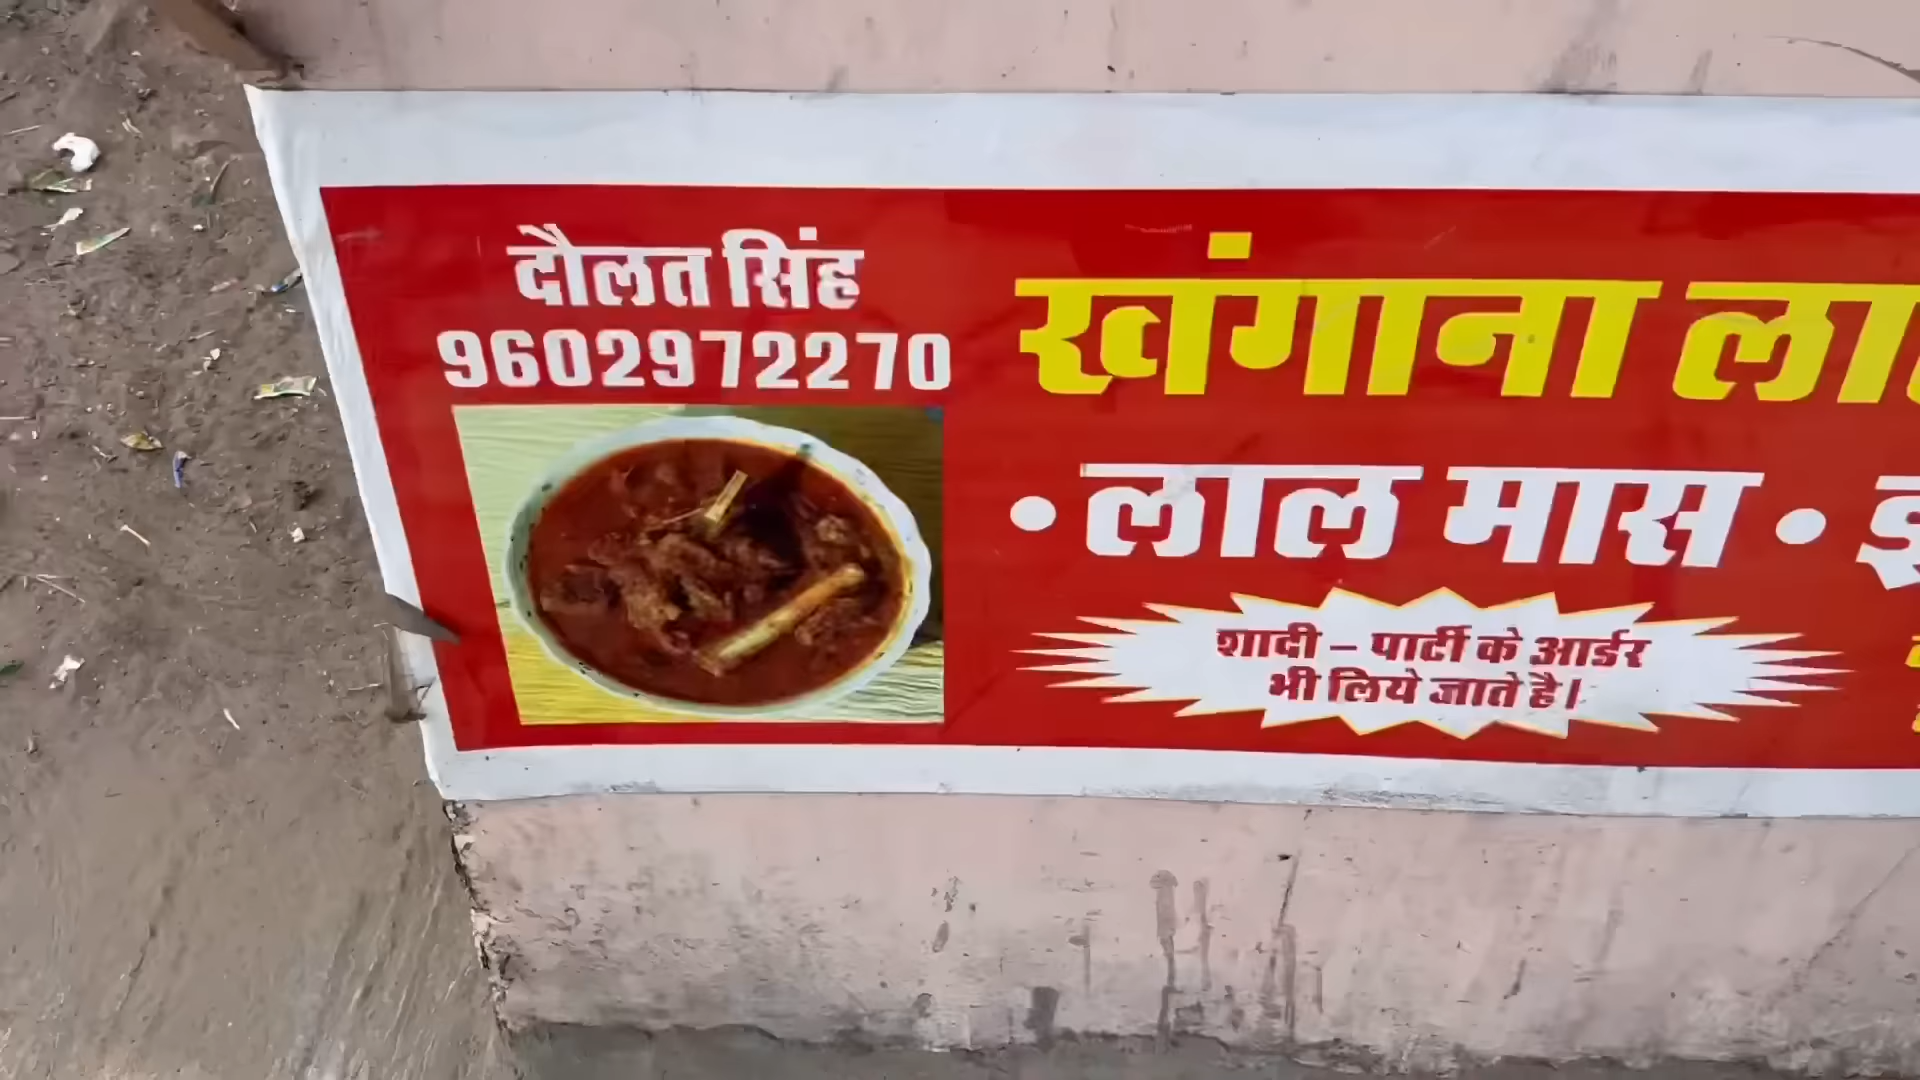 दौलत सिंह
9602972270
खंगाना
• लाल मास •
शादी – पार्टी के आर्डर
भी लिये जाते है।